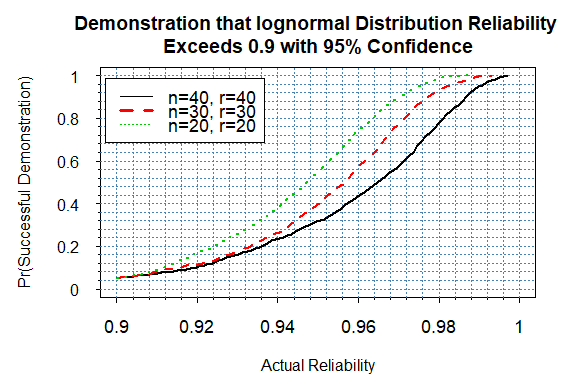 Demonstration that lognormal Distribution Reliability
Exceeds 0.9 with 95% Confidence
Pr(Successful Demonstration)
1
0.8
0.6
0.4
0.2
0
n=40, r=40
n=30, r=30
n=20, r=20
0.9 0.92 0.94 0.96 0.98 1
Actual Reliability